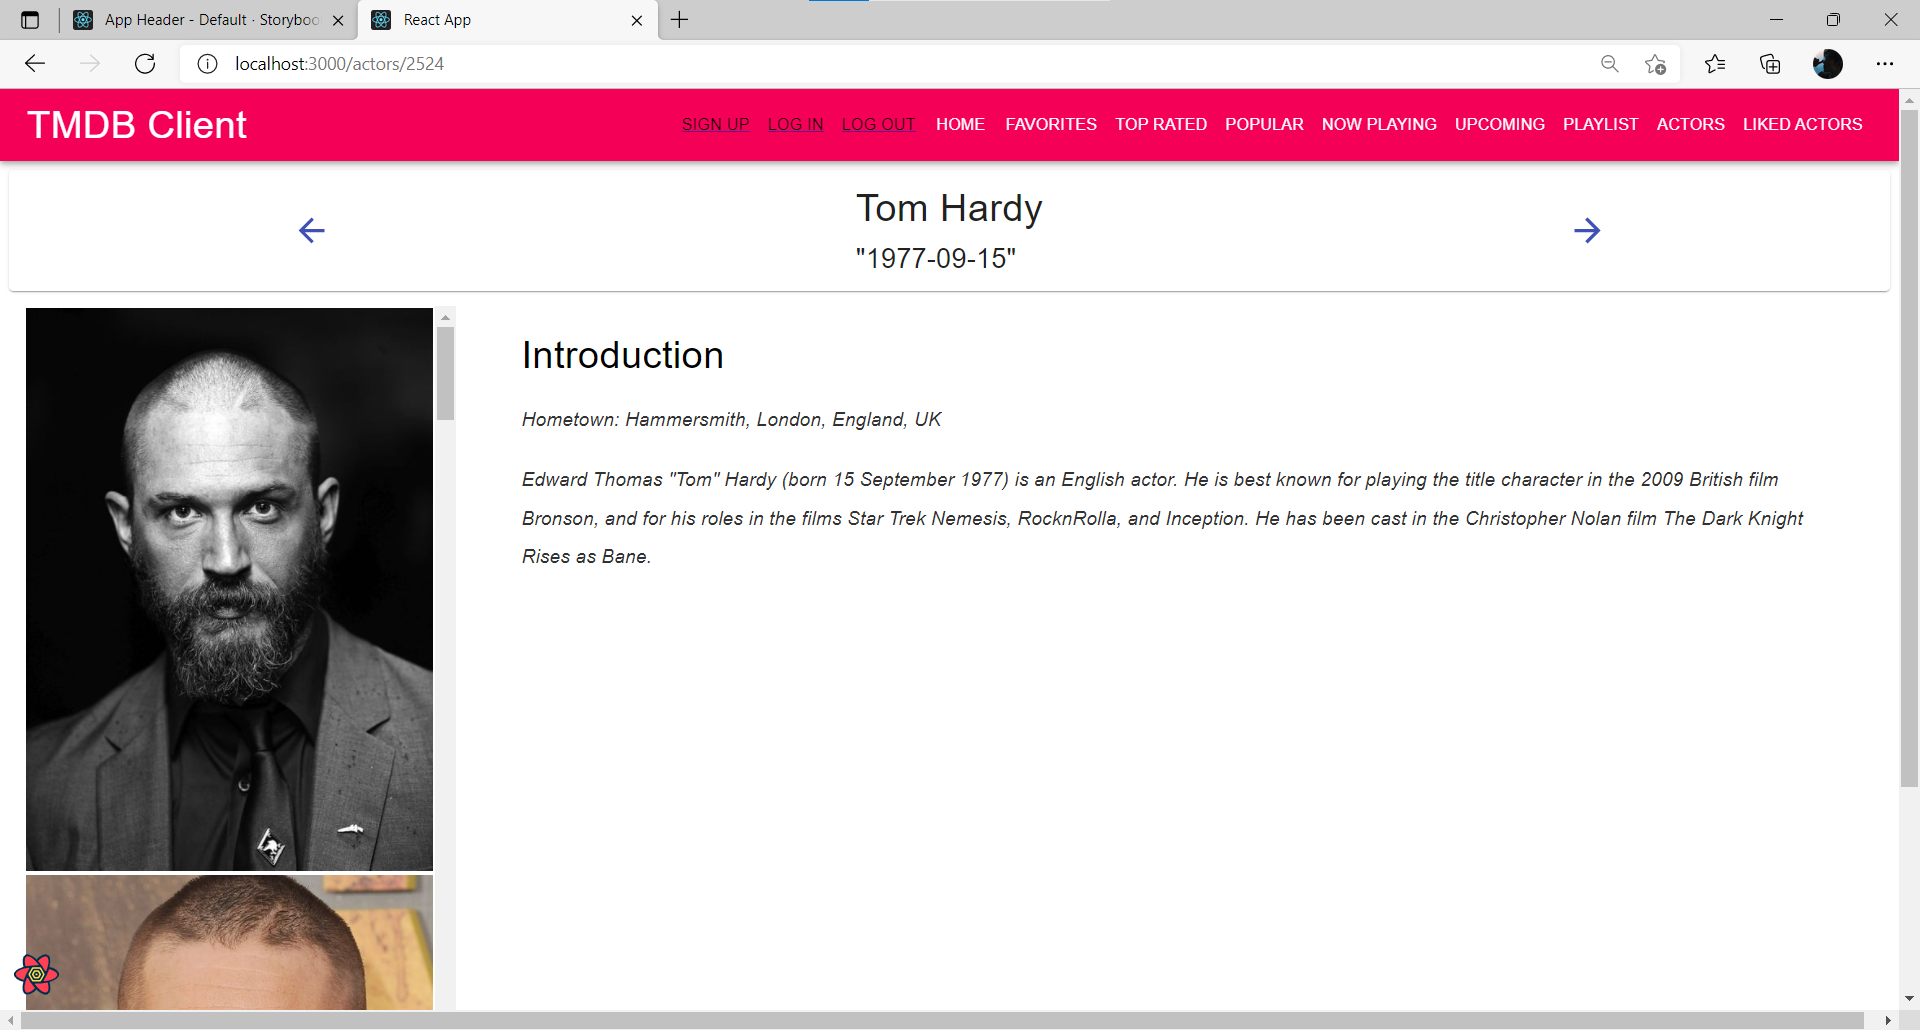 App Header - Default · Storyboo
React App
localhost:3000/actors/2524
TMDB Client
SIGN UP LOG IN LOG OUT HOME FAVORITES TOP RATED POPULAR NOW PLAYING UPCOMING PLAYLIST ACTORS LIKED ACTORS
Tom Hardy
"1977-09-15"
Introduction
Hometown: Hammersmith, London, England, UK
Edward Thomas "Tom" Hardy (born 15 September 1977) is an English actor. He is best known for playing the title character in the 2009 British film
Bronson, and for his roles in the films Star Trek Nemesis, RocknRolla, and Inception. He has been cast in the Christopher Nolan film The Dark Knight
Rises as Bane.